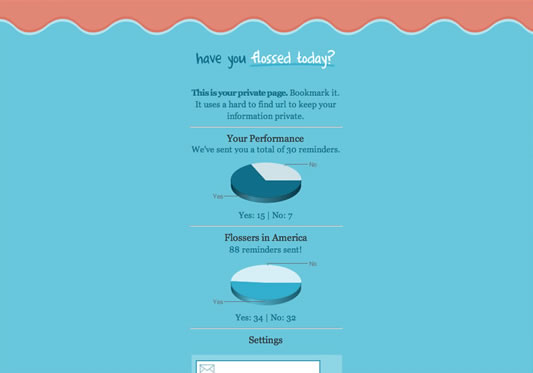 have you flossed today?
This is your private page. Bookmark it.
It uses a hard to find url to keep your
information private.
Your Performance
We've sent you a total of 30 reminders.
No
Yes
Yes: 15 | No: 7
Flossers in America
88 reminders sent!
No
Yes
Yes: 34 | No: 32
Settings